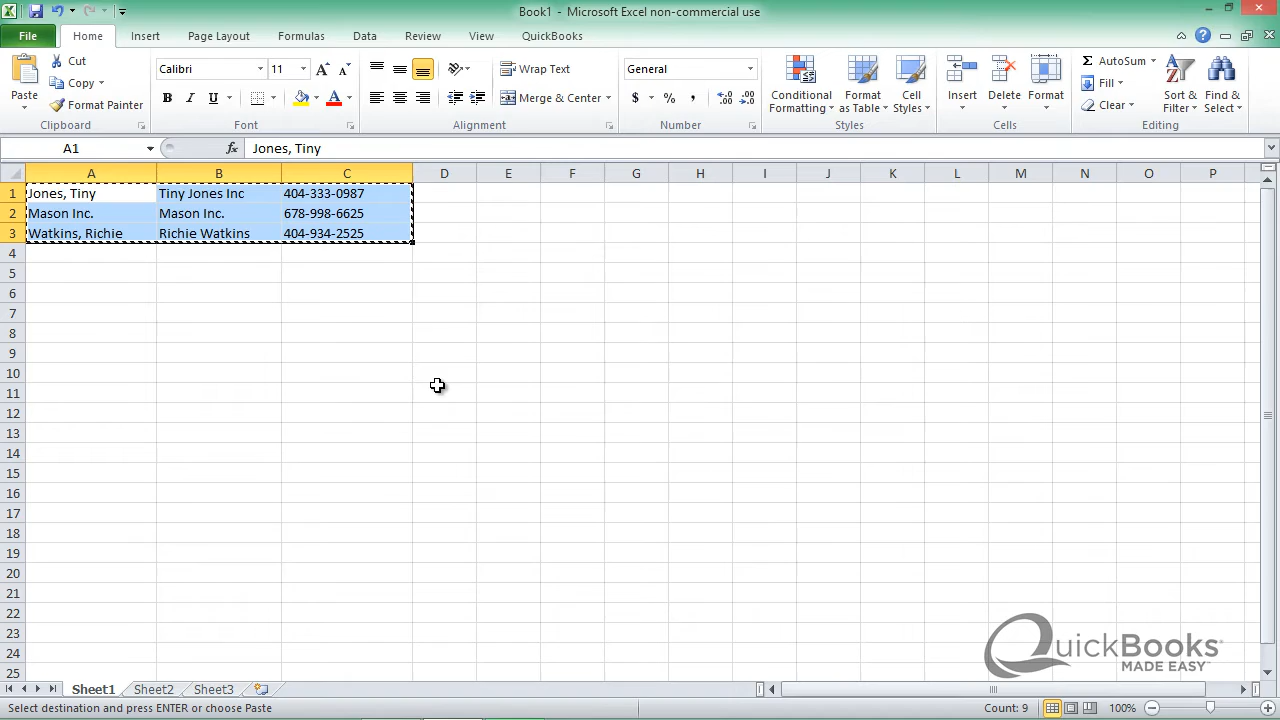 Book1 - Microsoft Excel non-commercial use
File Home Insert Page Layout Formulas Data Review View QuickBooks
Paste
Cut
Copy
Format Painter
Clipboard
Calibri 11
B I U
Font
Wrap Text
Merge & Center
Alignment
General
$ % ,
Number
Conditional Formatting
Format as Table
Cell Styles
Styles
Insert Delete Format
Cells
AutoSum
Fill
Clear
Sort & Filter
Find & Select
Editing
A1 fx Jones, Tiny
A B C D E F G H I J K L M N O P
1 Jones, Tiny Tiny Jones Inc 404-333-0987
2 Mason Inc. Mason Inc. 678-998-6625
3 Watkins, Richie Richie Watkins 404-934-2525
4
5
6
7
8
9
10
11
12
13
14
15
16
17
18
19
20
21
22
23
24
25
QuickBooks
MADE EASY™
Sheet1 Sheet2 Sheet3
Select destination and press ENTER or choose Paste Count: 9 100%